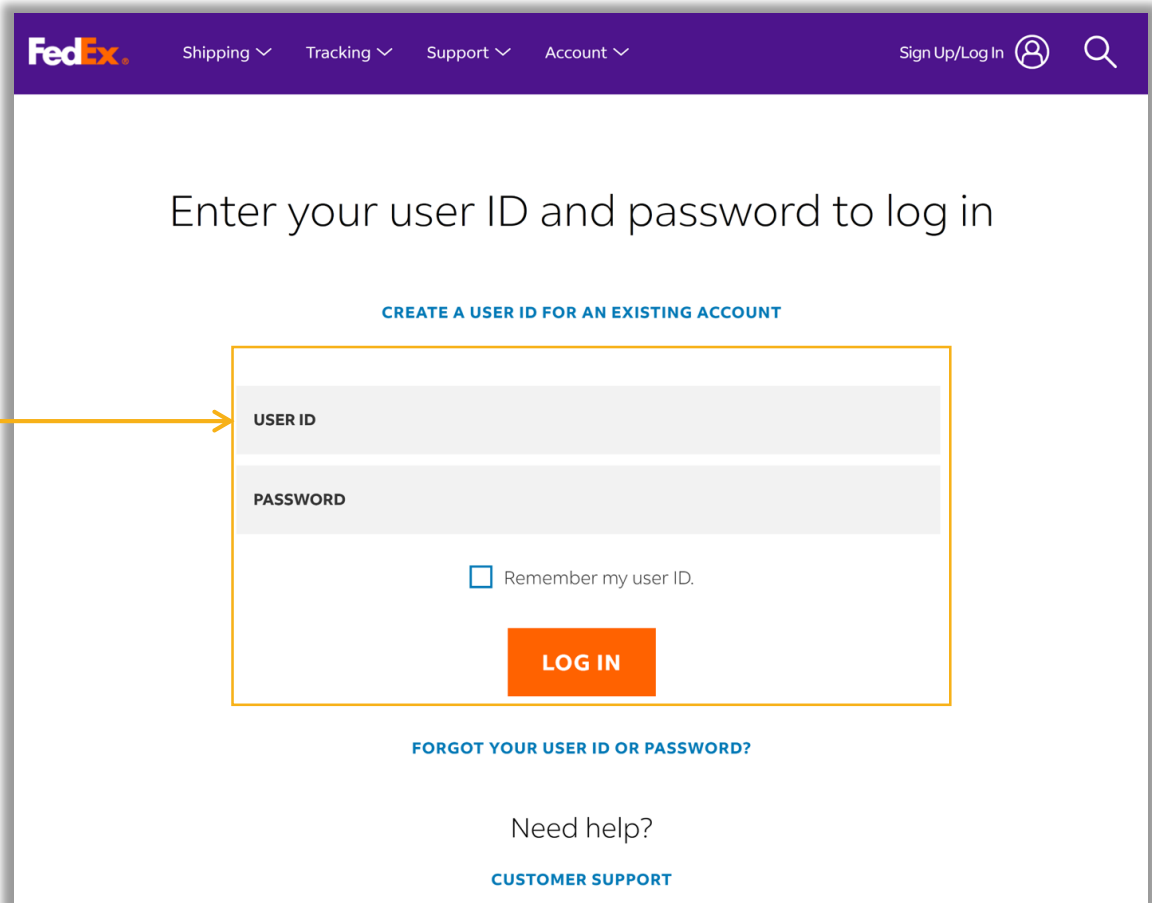 FedEx® Shipping Tracking Support Account Sign Up/Log In
Enter your user ID and password to log in
CREATE A USER ID FOR AN EXISTING ACCOUNT
USER ID
PASSWORD
Remember my user ID.
LOG IN
FORGOT YOUR USER ID OR PASSWORD?
Need help?
CUSTOMER SUPPORT